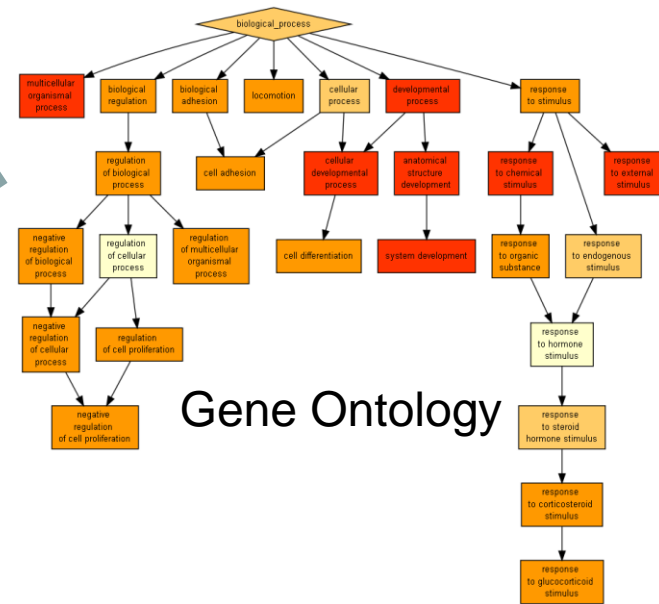 biological_process
multicellular
organismal
process
biological
regulation
biological
adhesion
locomotion
cellular
process
developmental
process
response
to stimulus
regulation
of biological
process
cell adhesion
cellular
developmental
process
anatomical
structure
development
response
to chemical
stimulus
response
to external
stimulus
negative
regulation
of biological
process
regulation
of cellular
process
regulation
of multicellular
organismal
process
cell differentiation
system development
response
to organic
substance
response
to endogenous
stimulus
negative
regulation
of cellular
process
regulation
of cell proliferation
response
to hormone
stimulus
negative
regulation
of cell proliferation
Gene Ontology
response
to steroid
hormone stimulus
response
to corticosteroid
stimulus
response
to glucocorticoid
stimulus